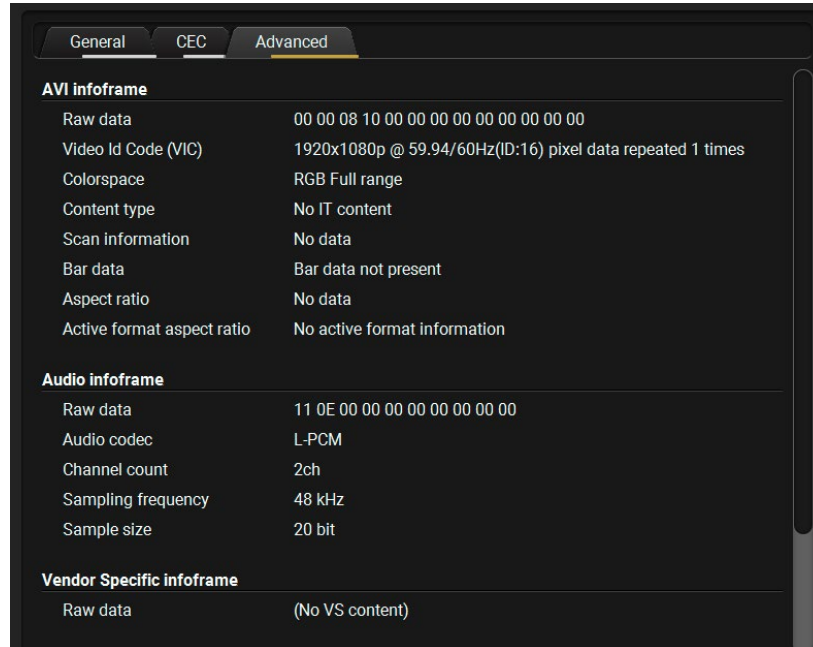 General CEC Advanced
AVI infoframe
Raw data 00 00 08 10 00 00 00 00 00 00 00 00 00
Video Id Code (VIC) 1920x1080p @ 59.94/60Hz(ID:16) pixel data repeated 1 times
Colorspace RGB Full range
Content type No IT content
Scan information No data
Bar data Bar data not present
Aspect ratio No data
Active format aspect ratio No active format information
Audio infoframe
Raw data 11 0E 00 00 00 00 00 00 00 00
Audio codec L-PCM
Channel count 2ch
Sampling frequency 48 kHz
Sample size 20 bit
Vendor Specific infoframe
Raw data (No VS content)